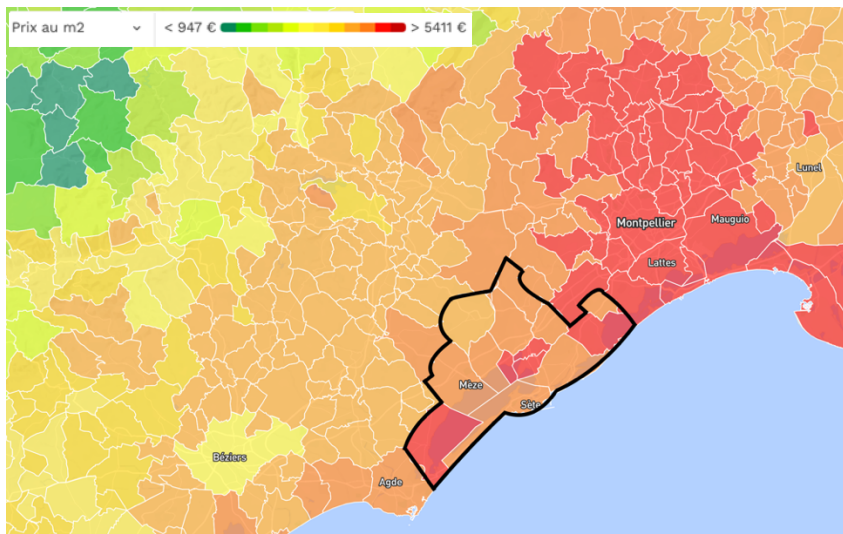 Prix au m2 < 947 € > 5411 €
Lunel
Montpellier
Mauguio
Lattes
Mèze
Sète
Béziers
Agde